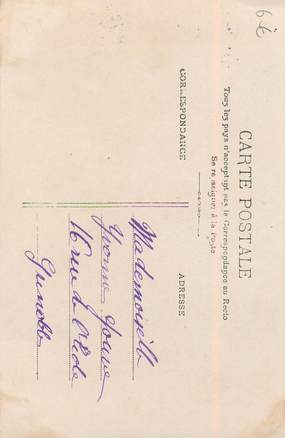 CARTE POSTALE
Tous les pays n'acceptent pas la Correspondance au Recto
Se renseigner à la Poste
CORRESPONDANCE
ADRESSE
Mademoiselle
Yvonne
16 rue de